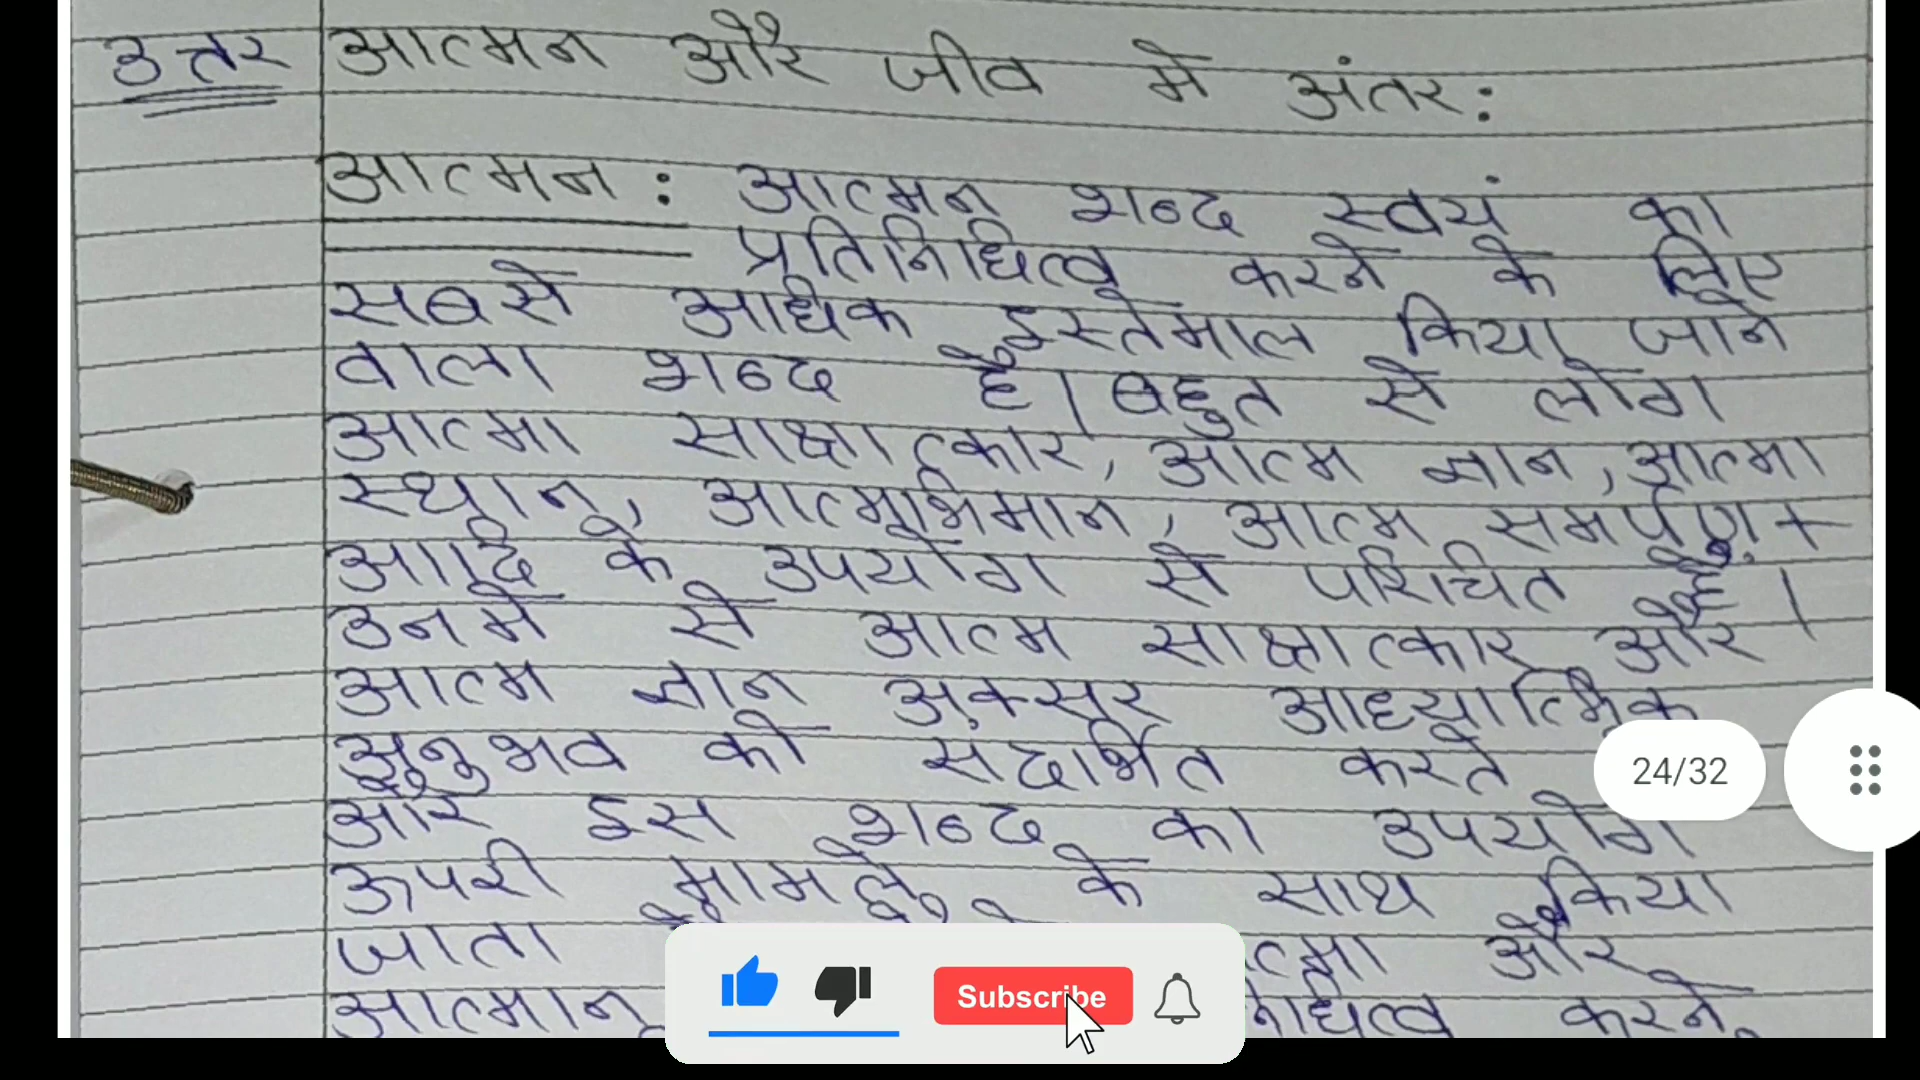 उत्तर आत्मन और जीव में अंतर:
आत्मन: आत्मन शब्द स्वयं का
प्रतिनिधित्व करने के लिए
सबसे अधिक इस्तेमाल किया जाने
वाला शब्द है। बहुत से लोग
आत्मा साक्षात्कार, आत्म ज्ञान, आत्मा
स्थान, आत्माभिमान, आत्म समर्पण
आदि के उपयोग से परिचित है।
उनमें से आत्म साक्षात्कार और
आत्म ज्ञान अक्सर आध्यात्मिक
अनुभव को संदर्भित करते
24/32
और इस शब्द का उपयोग
ऊपरी मामले के साथ किया
जाता और
आत्मान करने
Subscribe